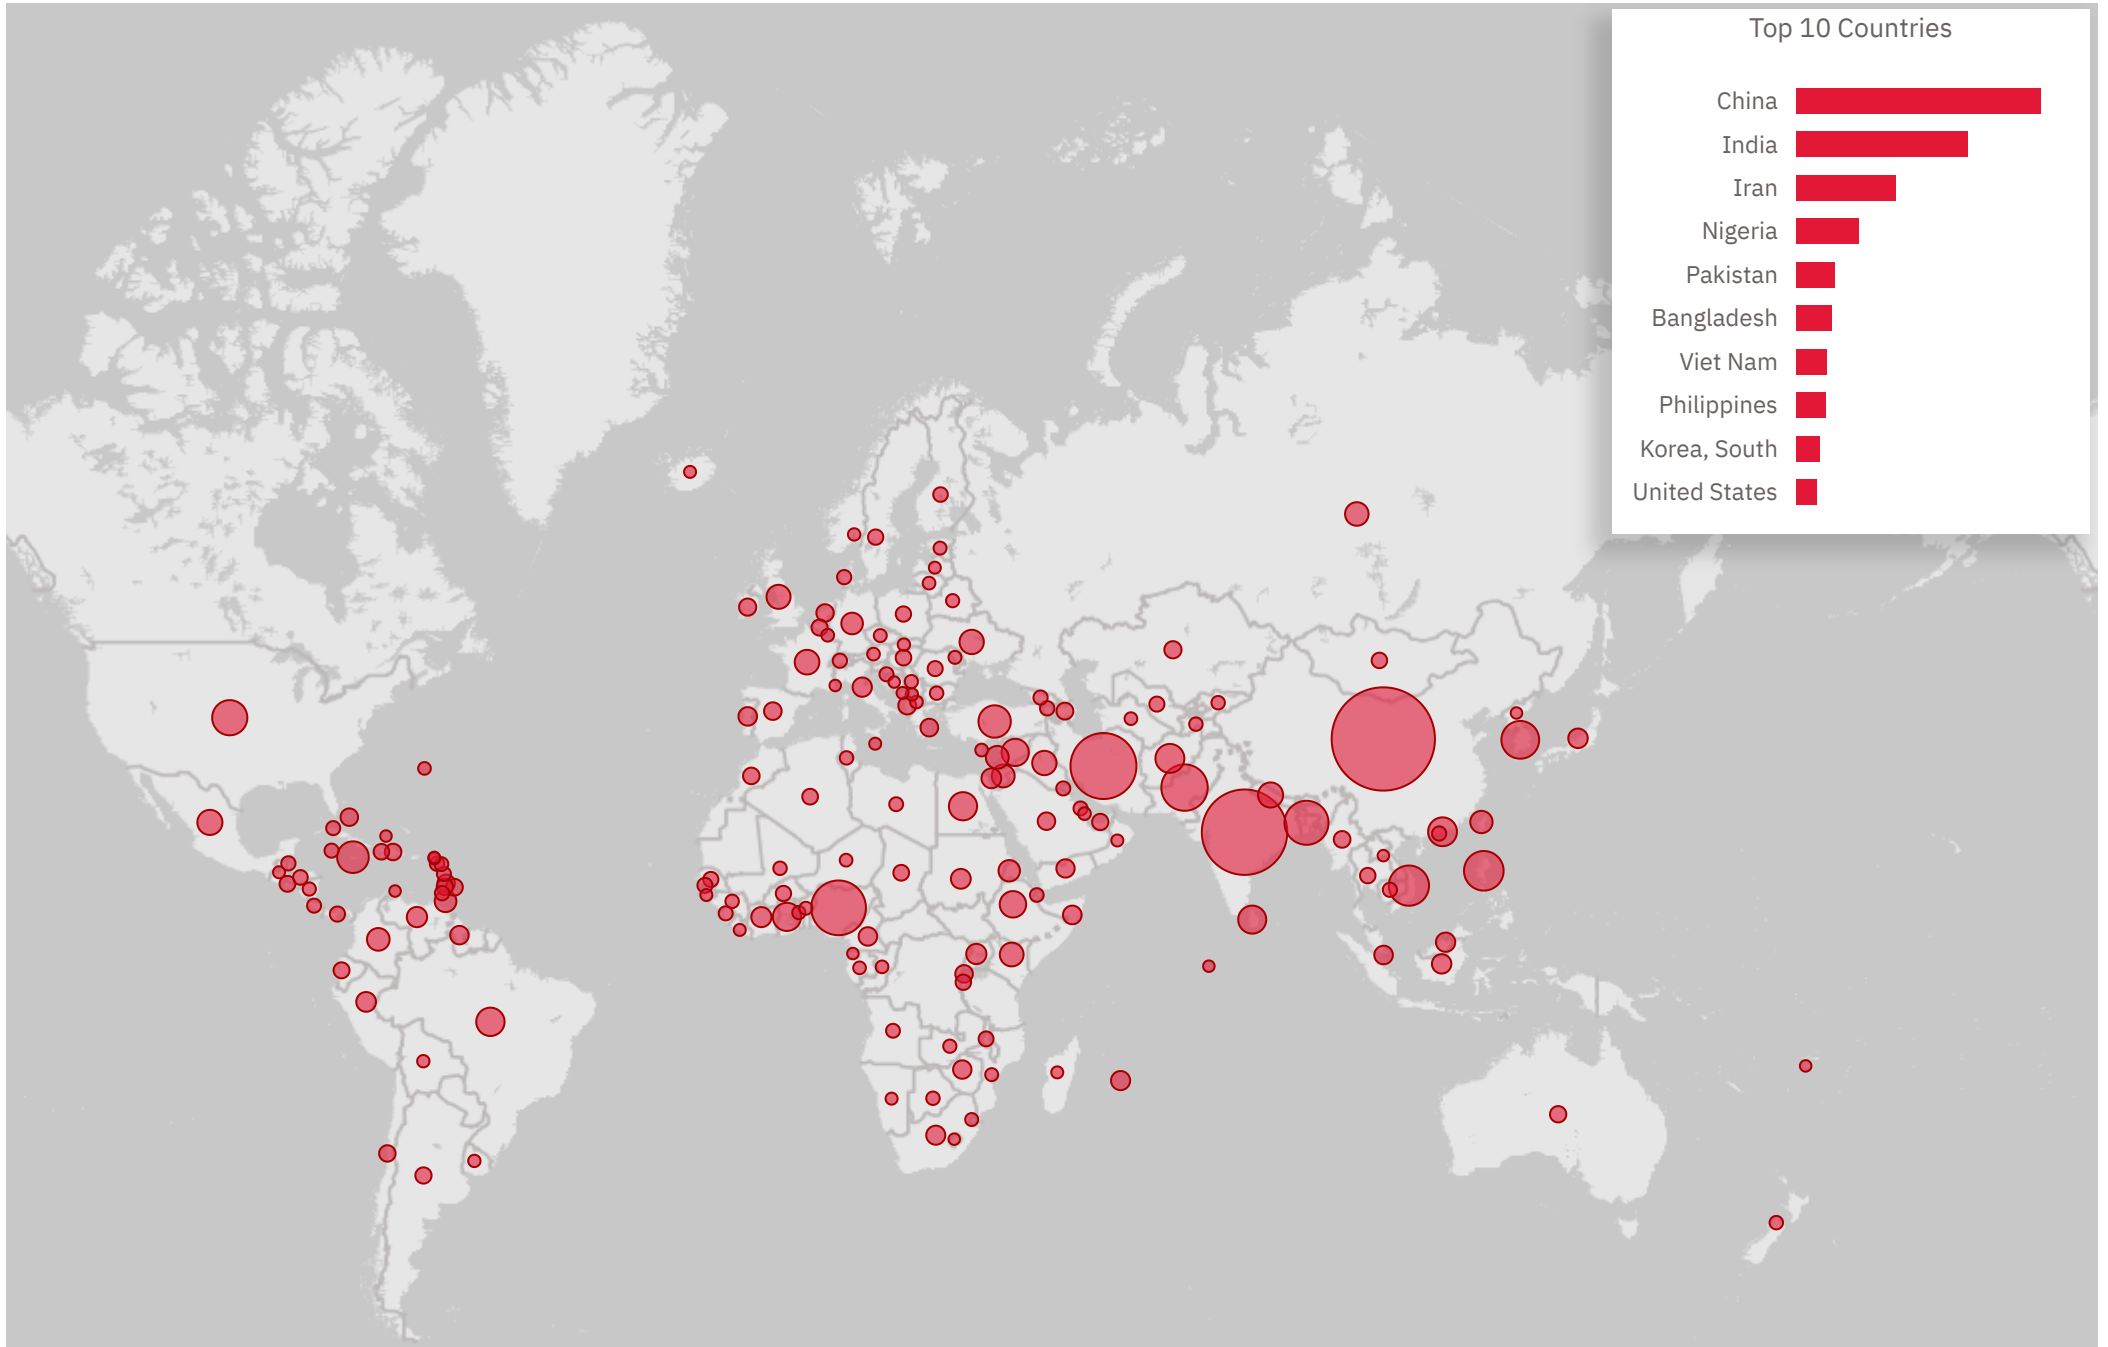 Top 10 Countries
China
India
Iran
Nigeria
Pakistan
Bangladesh
Viet Nam
Philippines
Korea, South
United States